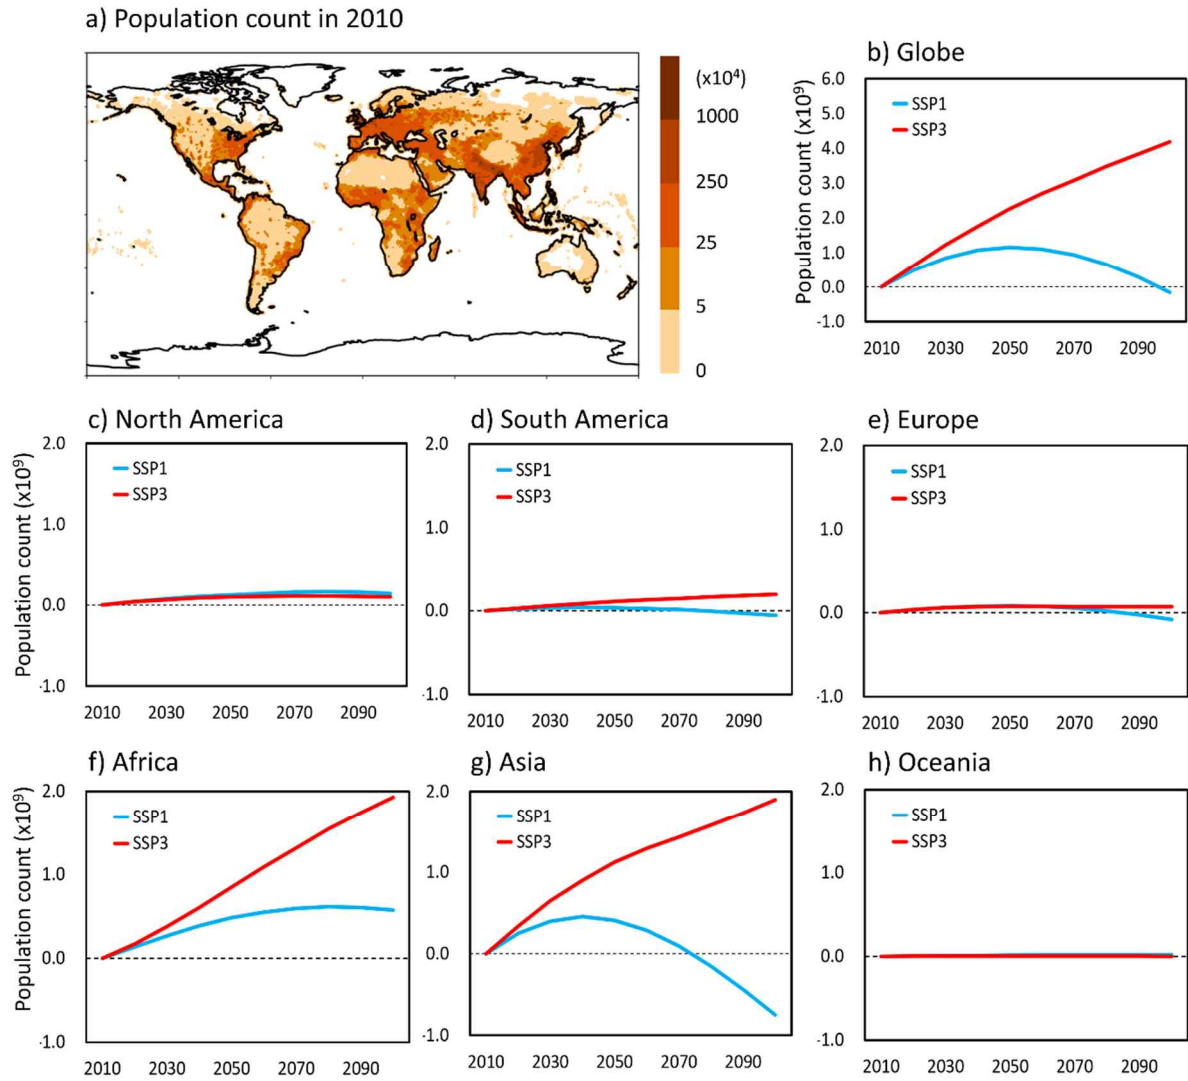 a) Population count in 2010
(x10⁴)
1000
250
25
5
0
b) Globe
Population count (x10⁹)
6.0
5.0
4.0
3.0
2.0
1.0
0.0
-1.0
SSP1
SSP3
2010 2030 2050 2070 2090
c) North America
Population count (x10⁹)
2.0
1.0
0.0
-1.0
SSP1
SSP3
2010 2030 2050 2070 2090
d) South America
2.0
1.0
0.0
-1.0
SSP1
SSP3
2010 2030 2050 2070 2090
e) Europe
2.0
1.0
0.0
-1.0
SSP1
SSP3
2010 2030 2050 2070 2090
f) Africa
Population count (x10⁹)
2.0
1.0
0.0
-1.0
SSP1
SSP3
2010 2030 2050 2070 2090
g) Asia
2.0
1.0
0.0
-1.0
SSP1
SSP3
2010 2030 2050 2070 2090
h) Oceania
2.0
1.0
0.0
-1.0
SSP1
SSP3
2010 2030 2050 2070 2090